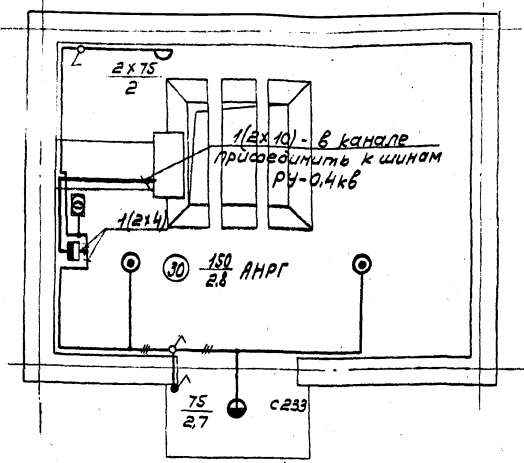 2×75
2
1(2×10) - в канале
присоединить к шинам
РУ-0,4кв
1(2×4)
30
150
2,8
АНРГ
75
2,7
С233